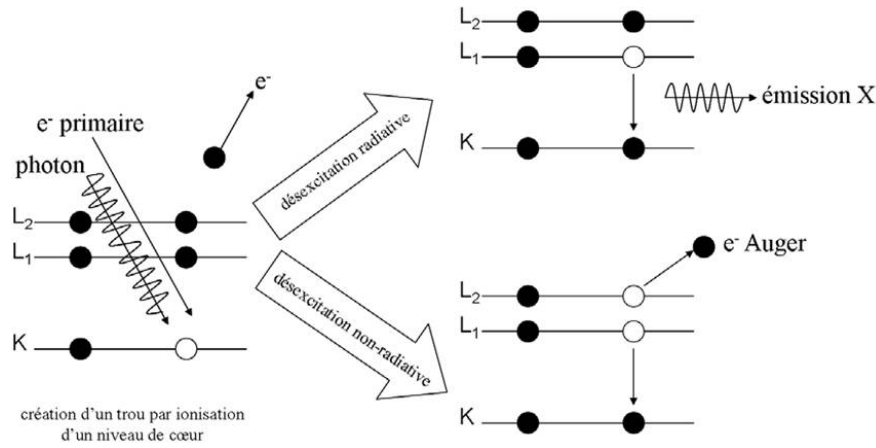 e⁻
e⁻ primaire
photon
L₂
L₁
K
création d'un trou par ionisation
d'un niveau de cœur
désexcitation radiative
désexcitation non-radiative
L₂
L₁
émission X
K
e⁻ Auger
L₂
L₁
K